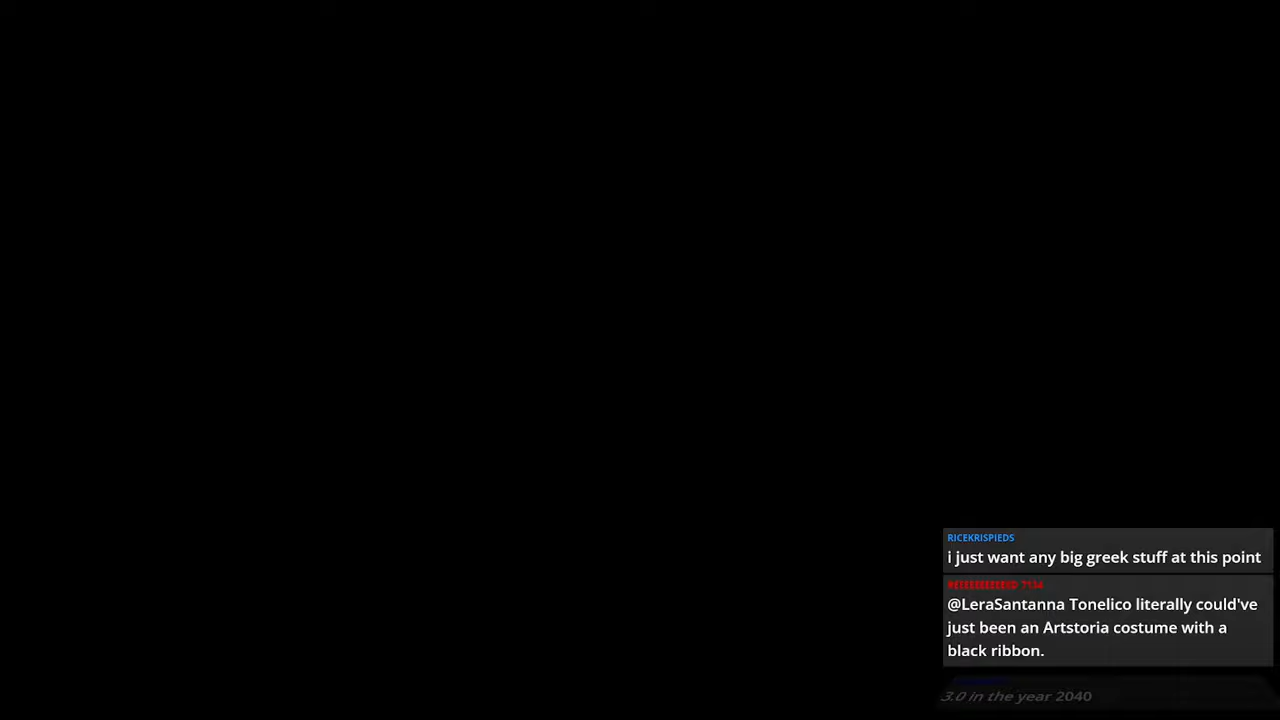 RICEKRISPIEDS
i just want any big greek stuff at this point
@LeraSantanna Tonelico literally could've
just been an Artstoria costume with a
black ribbon.
3.0 in the year 2040